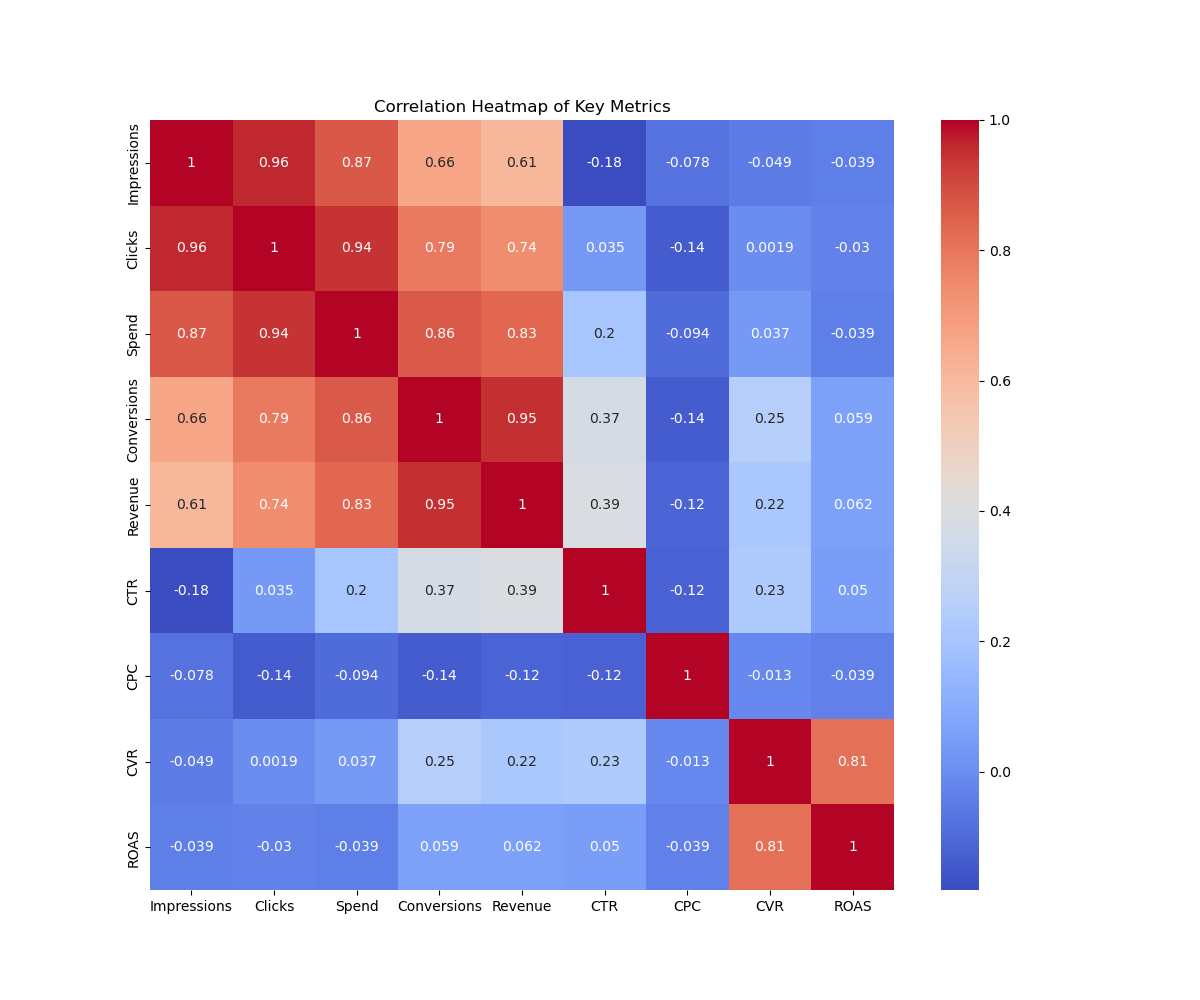 Correlation Heatmap of Key Metrics
Impressions 1 0.96 0.87 0.66 0.61 -0.18 -0.078 -0.049 -0.039
Clicks 0.96 1 0.94 0.79 0.74 0.035 -0.14 0.0019 -0.03
Spend 0.87 0.94 1 0.86 0.83 0.2 -0.094 0.037 -0.039
Conversions 0.66 0.79 0.86 1 0.95 0.37 -0.14 0.25 0.059
Revenue 0.61 0.74 0.83 0.95 1 0.39 -0.12 0.22 0.062
CTR -0.18 0.035 0.2 0.37 0.39 1 -0.12 0.23 0.05
CPC -0.078 -0.14 -0.094 -0.14 -0.12 -0.12 1 -0.013 -0.039
CVR -0.049 0.0019 0.037 0.25 0.22 0.23 -0.013 1 0.81
ROAS -0.039 -0.03 -0.039 0.059 0.062 0.05 -0.039 0.81 1
Impressions Clicks Spend Conversions Revenue CTR CPC CVR ROAS
1.0
0.8
0.6
0.4
0.2
0.0